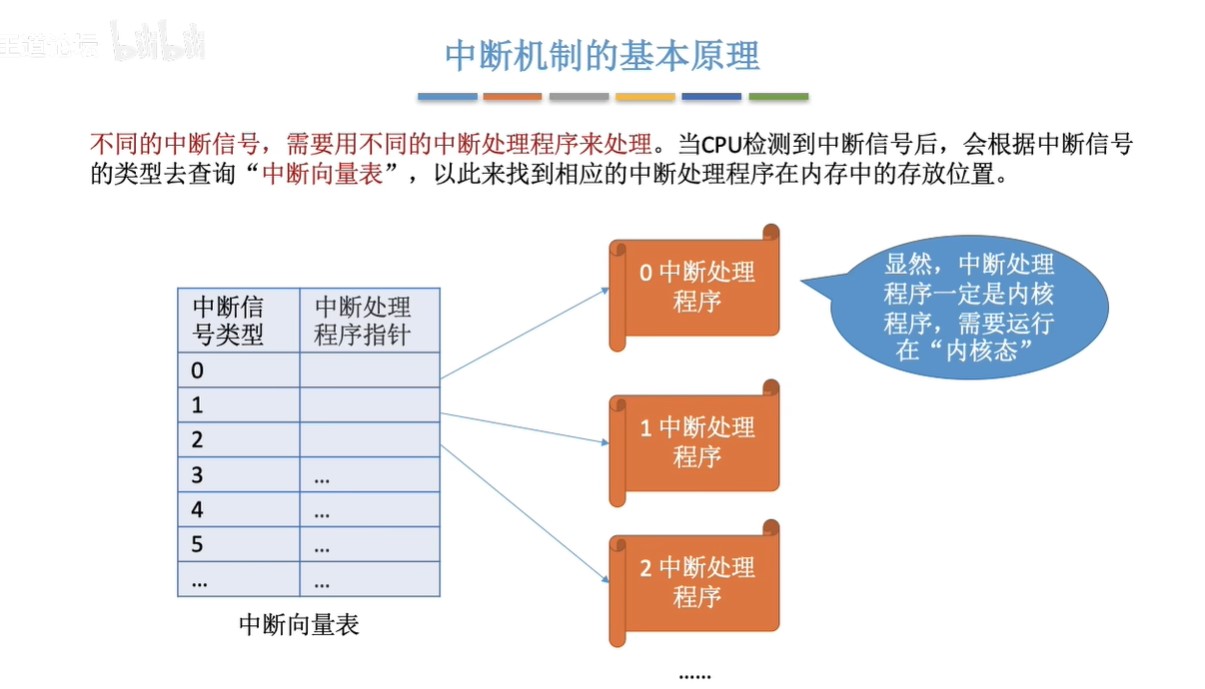 王道论坛 bilibili
中断机制的基本原理
不同的中断信号，需要用不同的中断处理程序来处理。当CPU检测到中断信号后，会根据中断信号
的类型去查询“中断向量表”，以此来找到相应的中断处理程序在内存中的存放位置。
中断信
号类型
中断处理
程序指针
0
1
2
3 ...
4 ...
5 ...
... ...
中断向量表
0 中断处理
程序
1 中断处理
程序
2 中断处理
程序
......
显然，中断处理
程序一定是内核
程序，需要运行
在“内核态”